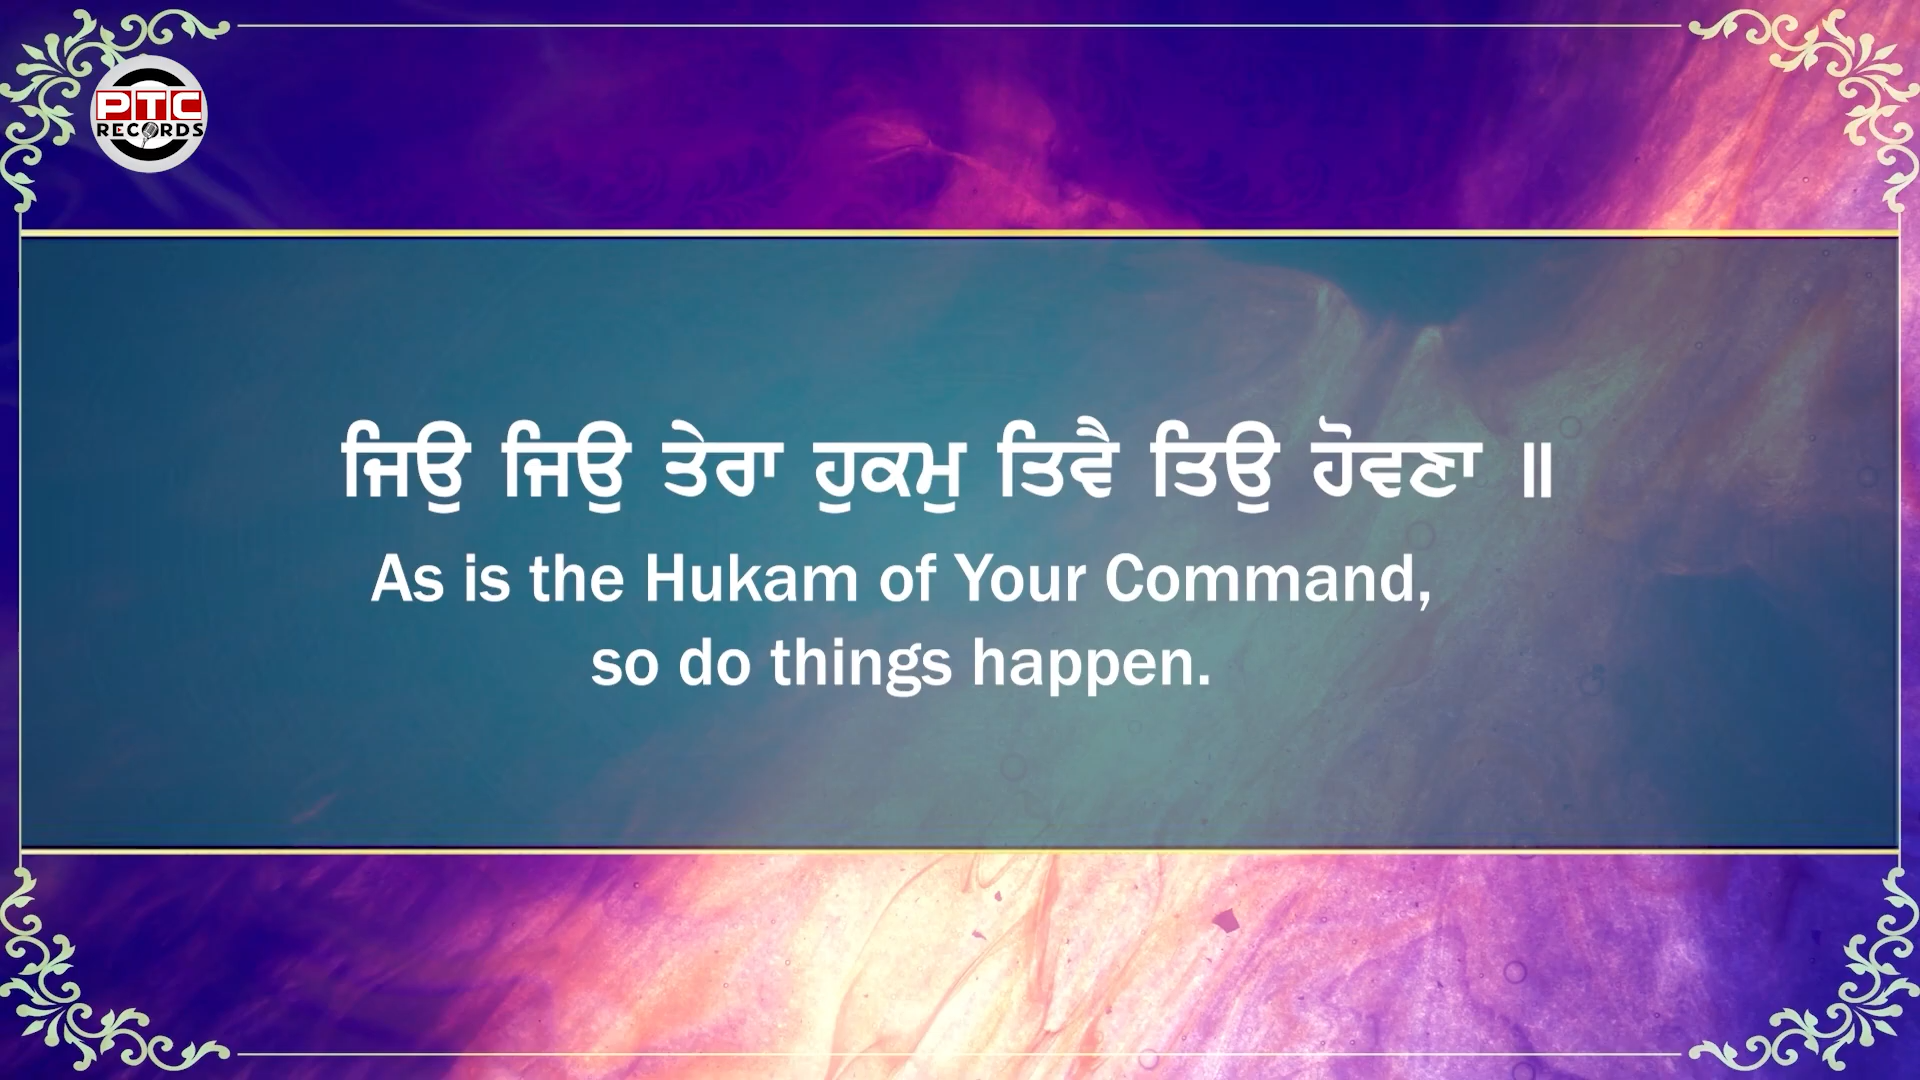 PTC
RECORDS
ਜਿਉ ਜਿਉ ਤੇਰਾ ਹੁਕਮੁ ਤਿਵੈ ਤਿਉ ਹੋਵਣਾ ॥
As is the Hukam of Your Command,
so do things happen.